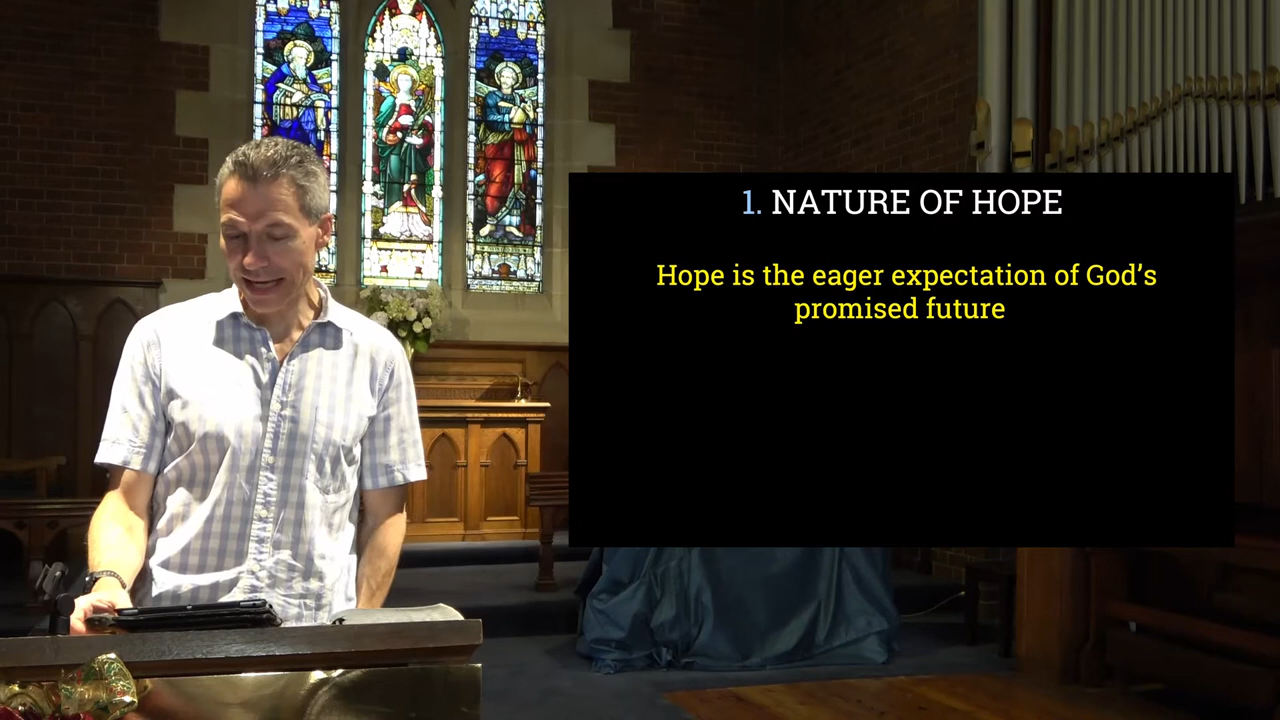 1. NATURE OF HOPE
Hope is the eager expectation of God's
promised future